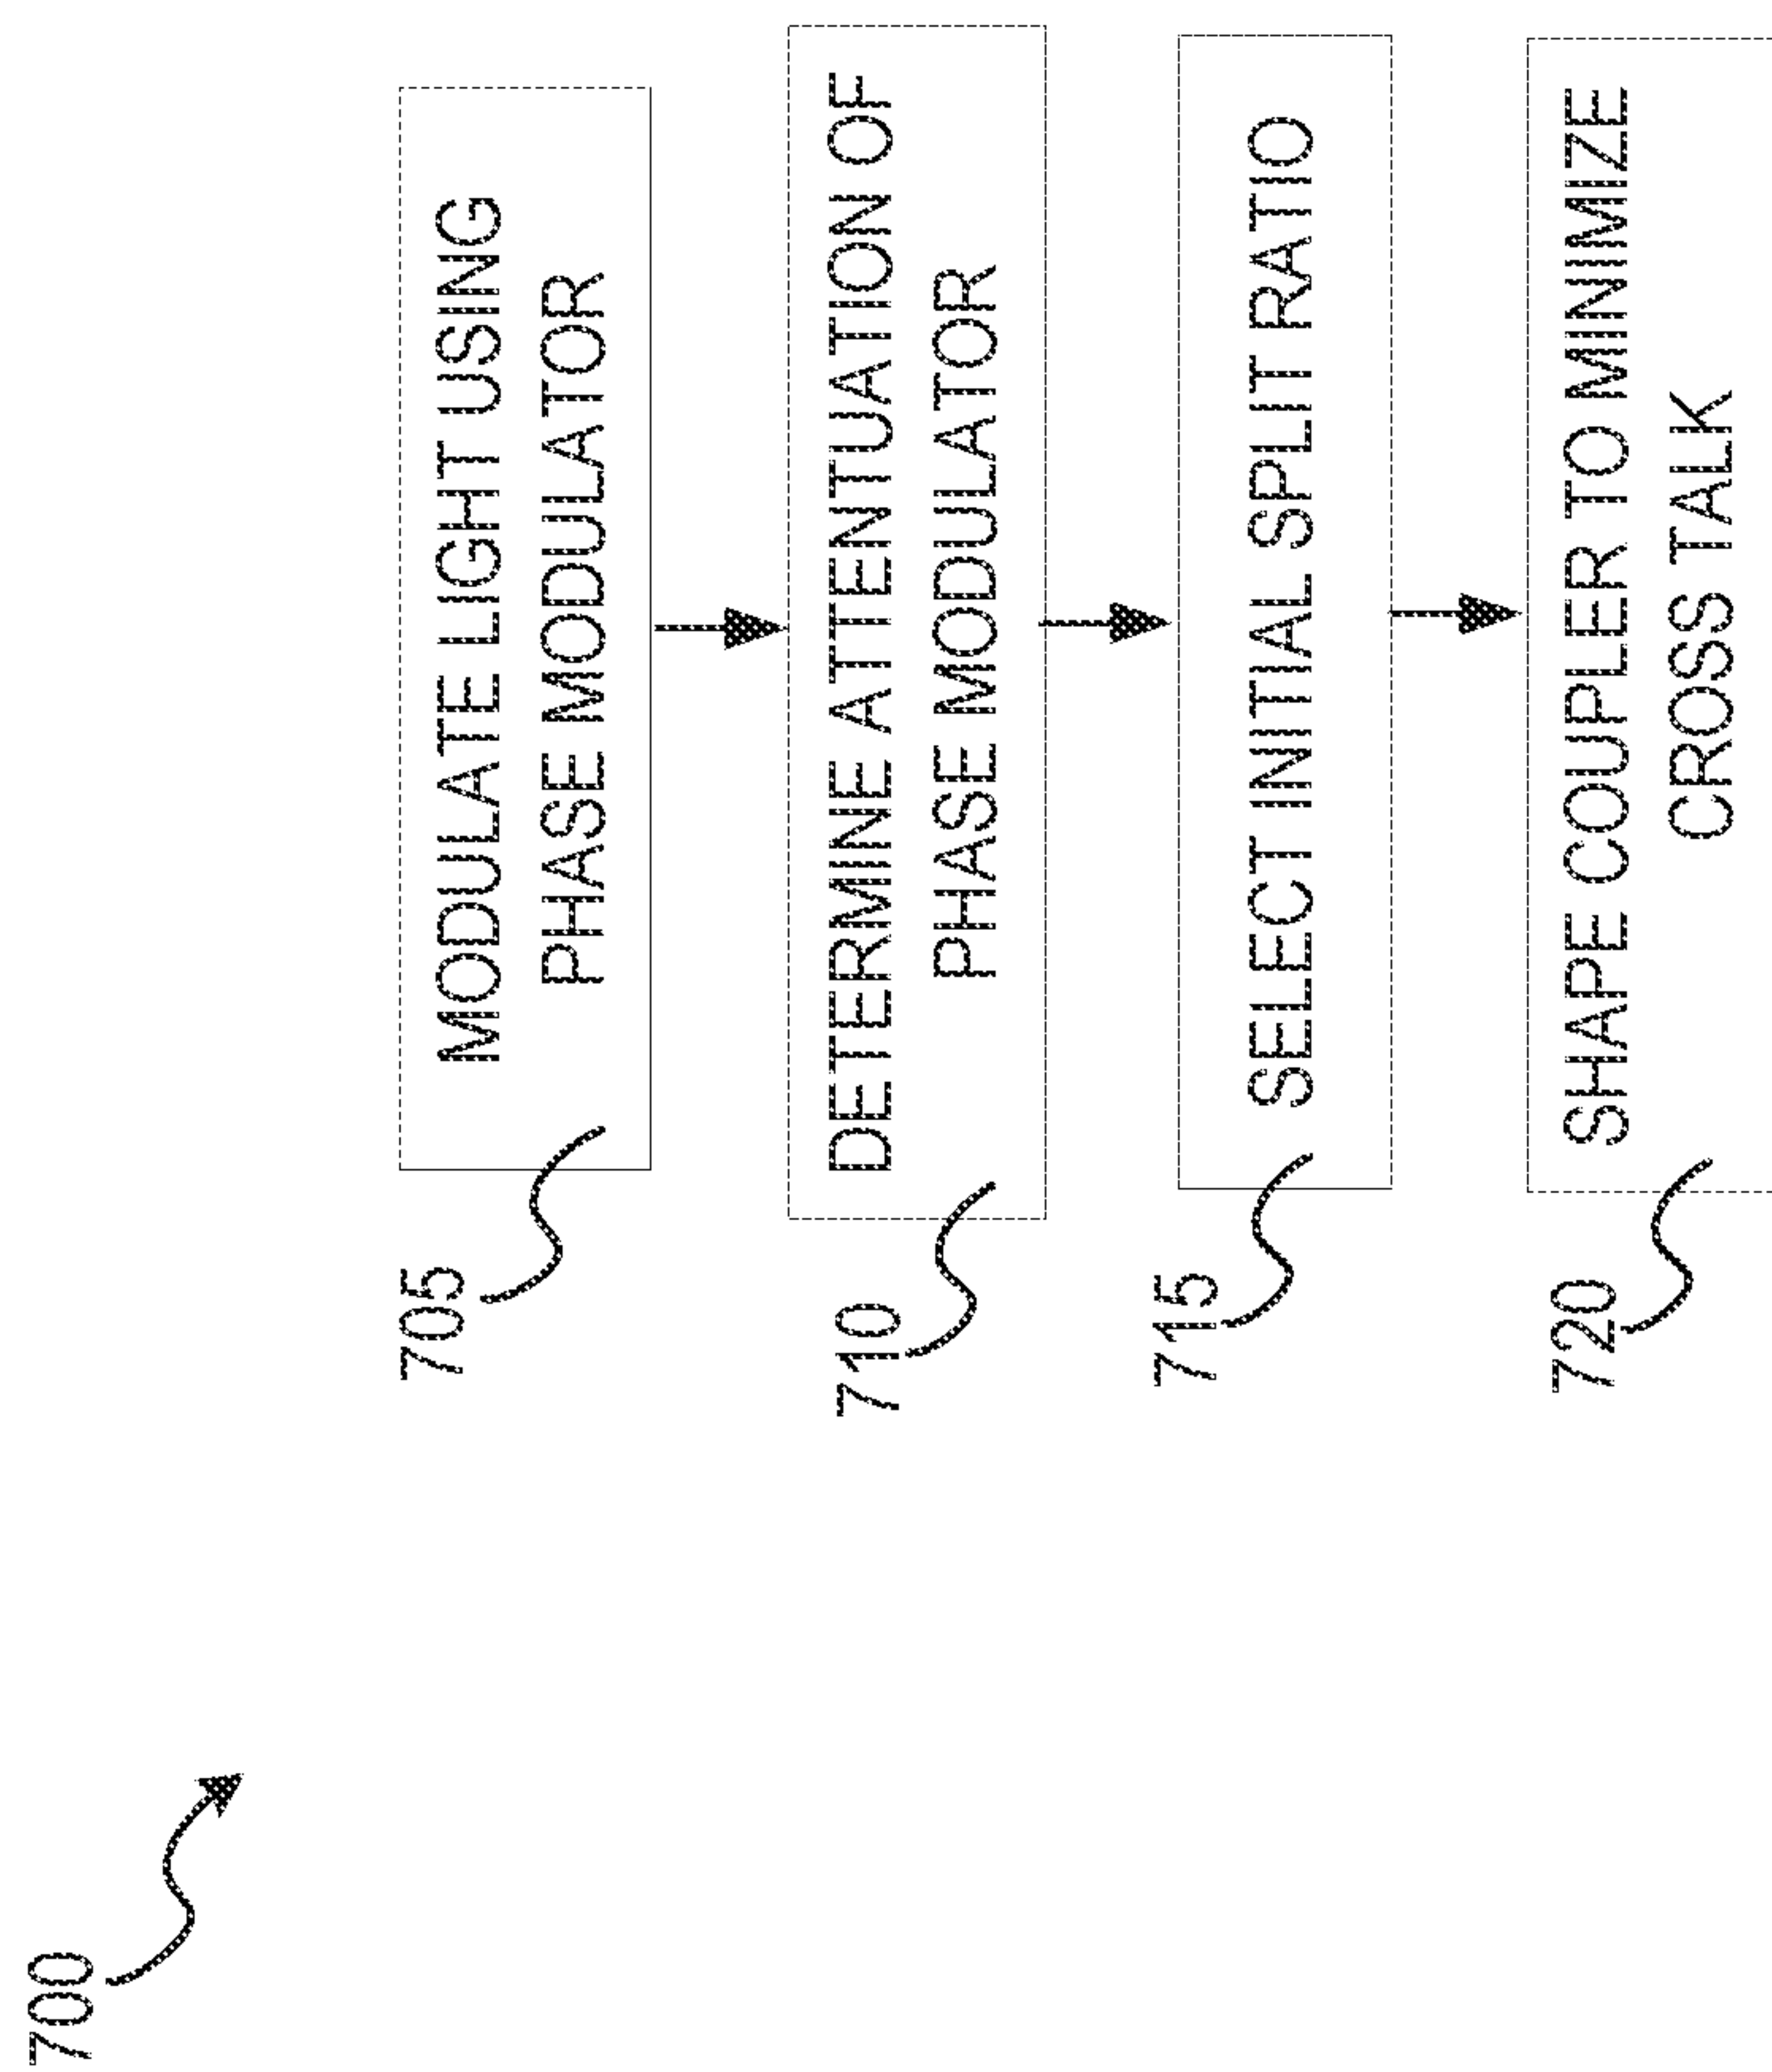 700
705
MODULATE LIGHT USING
PHASE MODULATOR
710
DETERMINE ATTENTUATION OF
PHASE MODULATOR
715
SELECT INITIAL SPLIT RATIO
720
SHAPE COUPLER TO MINIMIZE
CROSS TALK